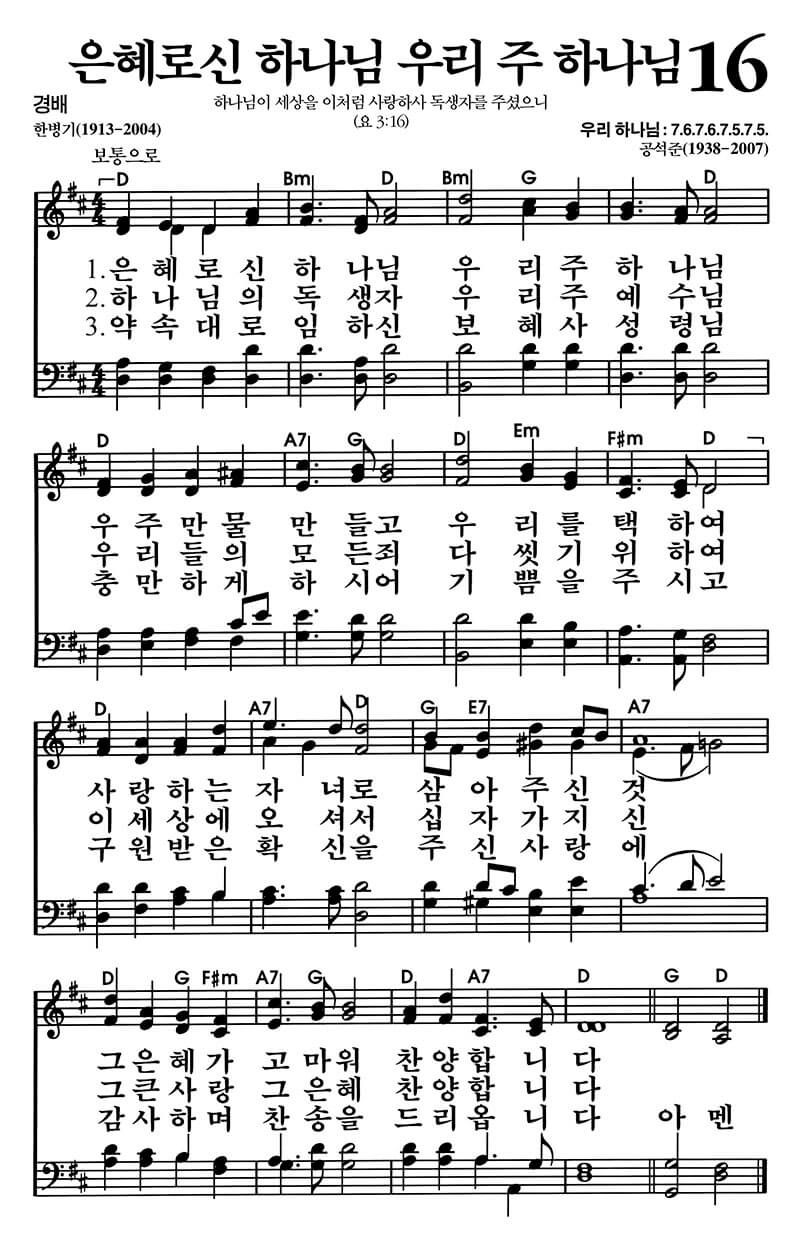 은혜로신 하나님 우리 주 하나님 16
경배
하나님이 세상을 이처럼 사랑하사 독생자를 주셨으니
(요 3:16)
한병기(1913-2004)
우리 하나님 : 7.6.7.6.7.5.7.5.
공석준(1938-2007)
보통으로
D Bm D Bm G D
4 4
1.은 혜 로 신 하 나님 우 리 주 하 나님
2.하 나 님 의 독 생자 우 리 주 예 수님
3.약 속 대 로 임 하신 보 혜 사 성 령님
4 4
D A7 G D Em F#m D
우 주 만 물 만 들고 우 리 를 택 하여
우 리 들 의 모 든죄 다 씻 기 위 하여
충 만 하 게 하 시어 기 쁨 을 주 시고
D A7 D G E7 A7
사 랑 하 는 자 녀로 삼 아 주 신 것
이 세 상 에 오 셔서 십 자 가 지 신
구 원 받 은 확 신을 주 신 사 랑 에
D G F#m A7 G D A7 D G D
그 은 혜 가 고 마워 찬 양 합 니 다
그 큰 사 랑 그 은혜 찬 양 합 니 다
감 사 하 며 찬 송을 드 리 옵 니 다 아 멘